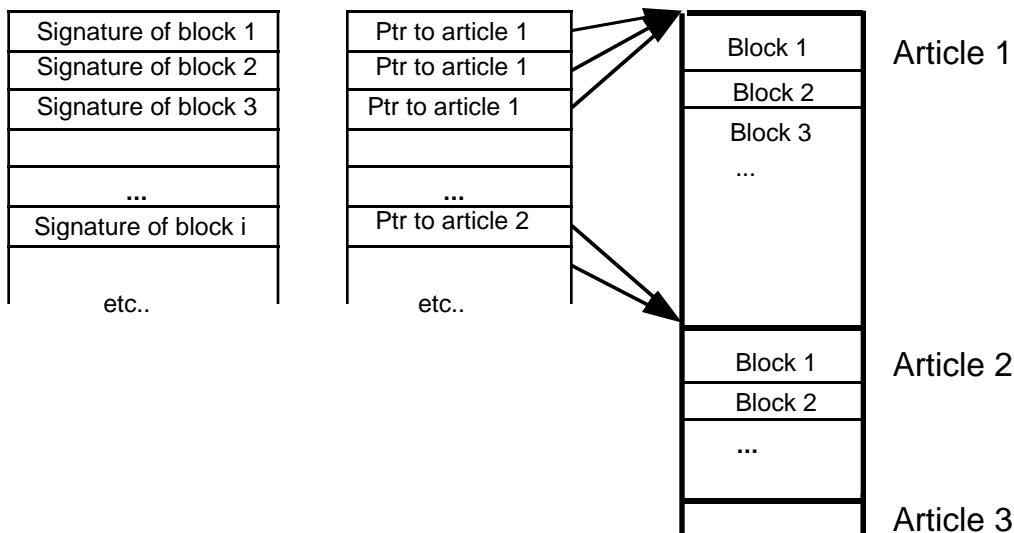 Signature of block 1
Signature of block 2
Signature of block 3
...
Signature of block i
etc..
Ptr to article 1
Ptr to article 1
Ptr to article 1
...
Ptr to article 2
etc..
Block 1
Block 2
Block 3
...
Article 1
Block 1
Block 2
...
Article 2
Article 3